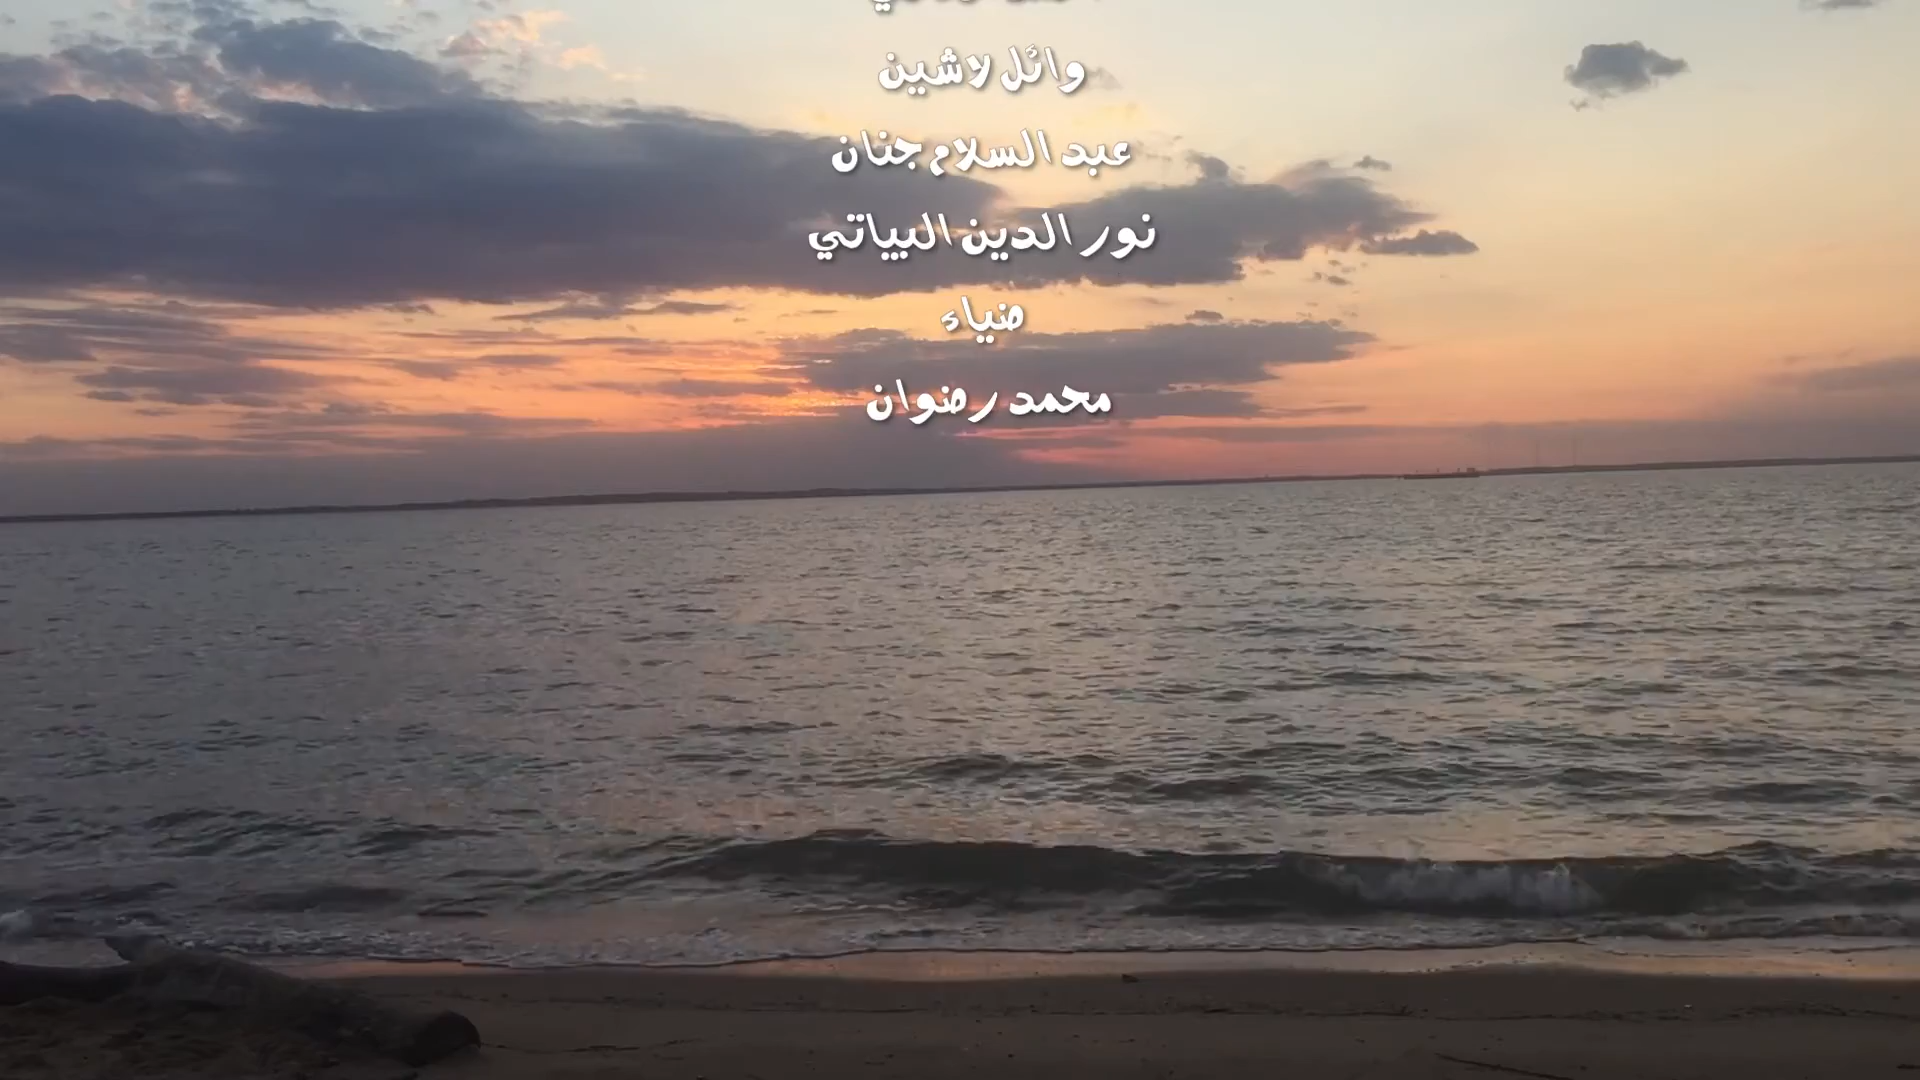 وائل لاشين
عبد السلام جنان
نور الدين البياتي
ضياء
محمد رضوان